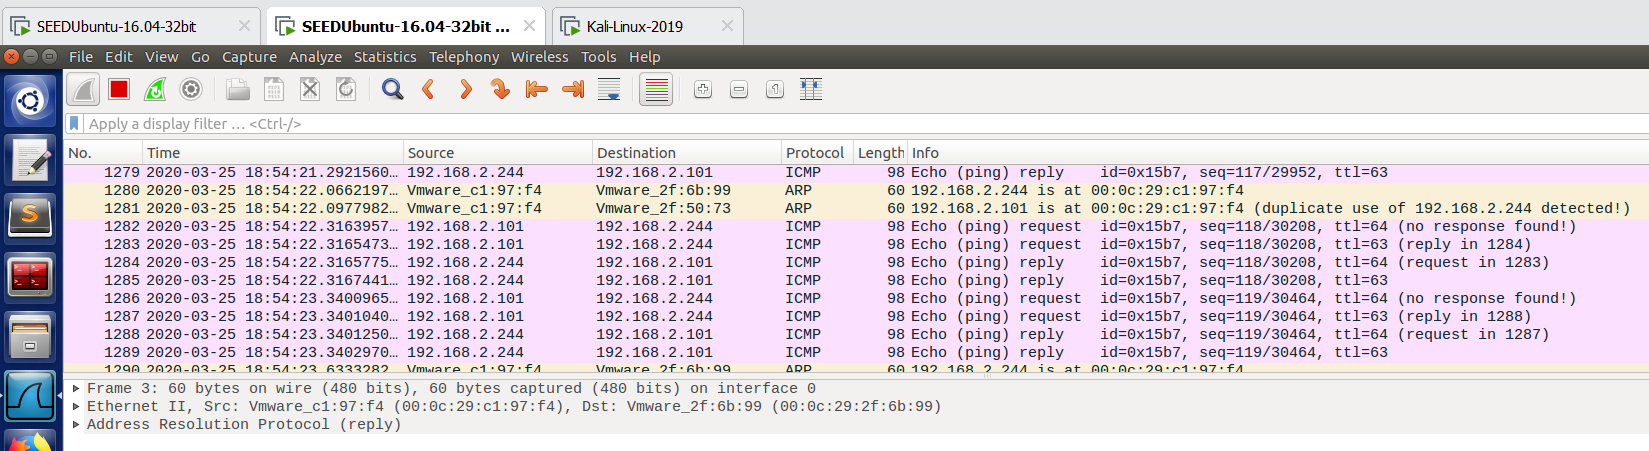 SEEDUbuntu-16.04-32bit × SEEDUbuntu-16.04-32bit ... × Kali-Linux-2019 ×
File Edit View Go Capture Analyze Statistics Telephony Wireless Tools Help
Apply a display filter … <Ctrl-/>
No. Time Source Destination Protocol Length Info
1279 2020-03-25 18:54:21.2921560… 192.168.2.244 192.168.2.101 ICMP 98 Echo (ping) reply id=0x15b7, seq=117/29952, ttl=63
1280 2020-03-25 18:54:22.0662197… Vmware_c1:97:f4 Vmware_2f:6b:99 ARP 60 192.168.2.244 is at 00:0c:29:c1:97:f4
1281 2020-03-25 18:54:22.0977982… Vmware_c1:97:f4 Vmware_2f:50:73 ARP 60 192.168.2.101 is at 00:0c:29:c1:97:f4 (duplicate use of 192.168.2.244 detected!)
1282 2020-03-25 18:54:22.3163957… 192.168.2.101 192.168.2.244 ICMP 98 Echo (ping) request id=0x15b7, seq=118/30208, ttl=64 (no response found!)
1283 2020-03-25 18:54:22.3165473… 192.168.2.101 192.168.2.244 ICMP 98 Echo (ping) request id=0x15b7, seq=118/30208, ttl=63 (reply in 1284)
1284 2020-03-25 18:54:22.3165775… 192.168.2.244 192.168.2.101 ICMP 98 Echo (ping) reply id=0x15b7, seq=118/30208, ttl=64 (request in 1283)
1285 2020-03-25 18:54:22.3167441… 192.168.2.244 192.168.2.101 ICMP 98 Echo (ping) reply id=0x15b7, seq=118/30208, ttl=63
1286 2020-03-25 18:54:23.3400965… 192.168.2.101 192.168.2.244 ICMP 98 Echo (ping) request id=0x15b7, seq=119/30464, ttl=64 (no response found!)
1287 2020-03-25 18:54:23.3401040… 192.168.2.101 192.168.2.244 ICMP 98 Echo (ping) request id=0x15b7, seq=119/30464, ttl=63 (reply in 1288)
1288 2020-03-25 18:54:23.3401250… 192.168.2.244 192.168.2.101 ICMP 98 Echo (ping) reply id=0x15b7, seq=119/30464, ttl=64 (request in 1287)
1289 2020-03-25 18:54:23.3402970… 192.168.2.244 192.168.2.101 ICMP 98 Echo (ping) reply id=0x15b7, seq=119/30464, ttl=63
1290 2020-03-25 18:54:23.6333282… Vmware_c1:97:f4 Vmware_2f:6b:99 ARP 60 192.168.2.244 is at 00:0c:29:c1:97:f4
Frame 3: 60 bytes on wire (480 bits), 60 bytes captured (480 bits) on interface 0
Ethernet II, Src: Vmware_c1:97:f4 (00:0c:29:c1:97:f4), Dst: Vmware_2f:6b:99 (00:0c:29:2f:6b:99)
Address Resolution Protocol (reply)